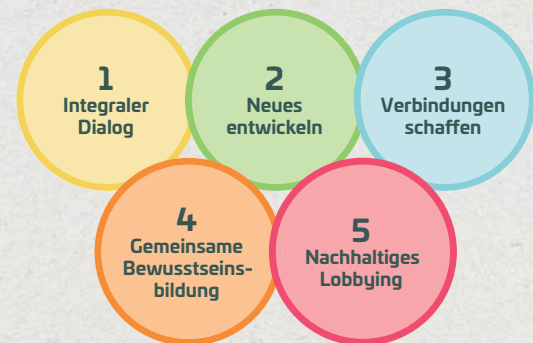 1
Integraler
Dialog
2
Neues
entwickeln
3
Verbindungen
schaffen
4
Gemeinsame
Bewusstseins-
bildung
5
Nachhaltiges
Lobbying